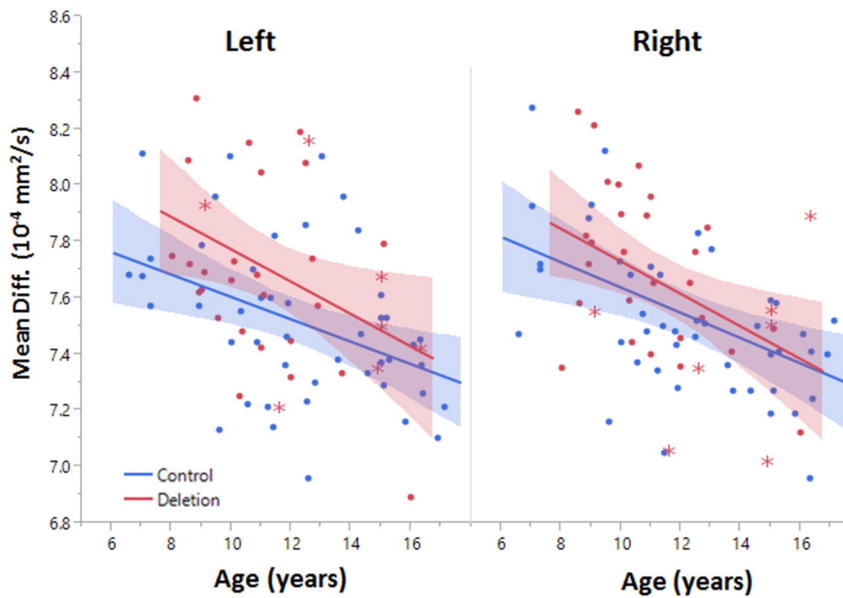 Left Right
8.6
8.4
8.2
8.0
7.8
7.6
7.4
7.2
7.0
6.8
Mean Diff. (10⁻⁴ mm²/s)
Control
Deletion
6 8 10 12 14 16 6 8 10 12 14 16
Age (years) Age (years)